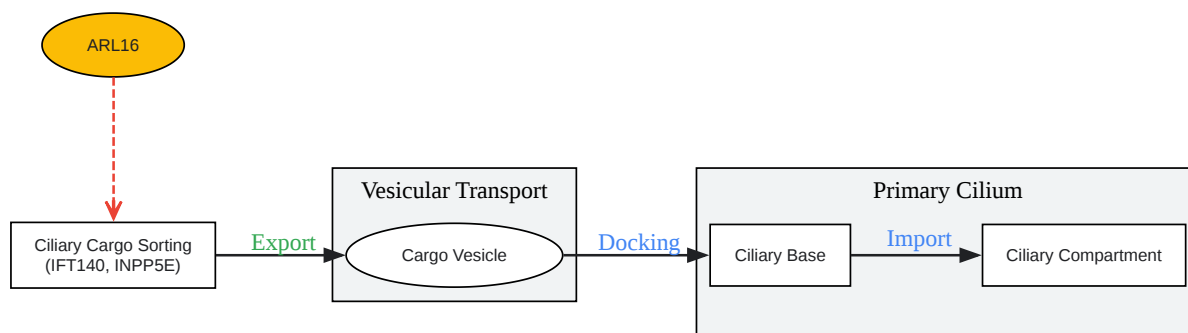 ARL16
Vesicular Transport
Primary Cilium
Ciliary Cargo Sorting
(IFT140, INPP5E)
Export
Cargo Vesicle
Docking
Ciliary Base
Import
Ciliary Compartment